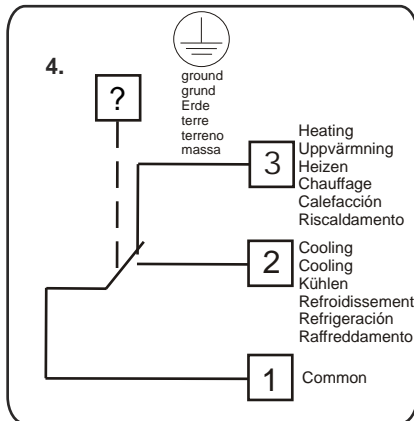 4.
ground
grund
Erde
terre
terreno
massa
?
3
Heating
Uppvärmning
Heizen
Chauffage
Calefacción
Riscaldamento
2
Cooling
Cooling
Kühlen
Refroidissement
Refrigeración
Raffreddamento
1
Common